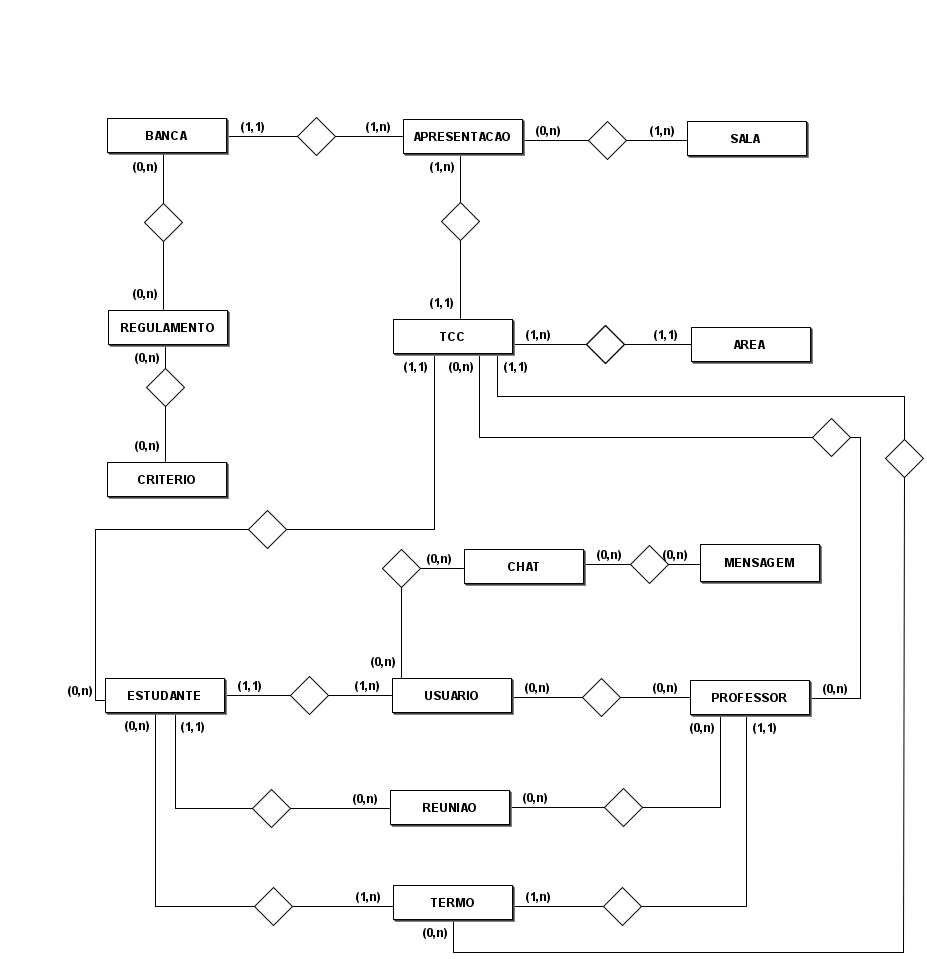 BANCA (1,1) (1,n) APRESENTACAO (0,n) (1,n) SALA
(0,n) (1,n)
(0,n) (1,1)
REGULAMENTO TCC (1,n) (1,1) AREA
(0,n) (1,1) (0,n) (1,1)
(0,n)
CRITERIO
(0,n) CHAT (0,n) (0,n) MENSAGEM
(0,n)
(0,n) ESTUDANTE (1,1) (1,n) USUARIO (0,n) (0,n) PROFESSOR (0,n)
(0,n) (1,1) (0,n) (1,1)
(0,n) REUNIAO (0,n)
(1,n) TERMO (1,n)
(0,n)